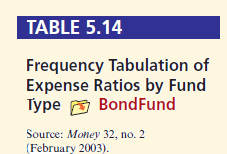 TABLE 5.14
Frequency Tabulation of
Expense Ratios by Fund
Type BondFund
Source: Money 32, no. 2
(February 2003).